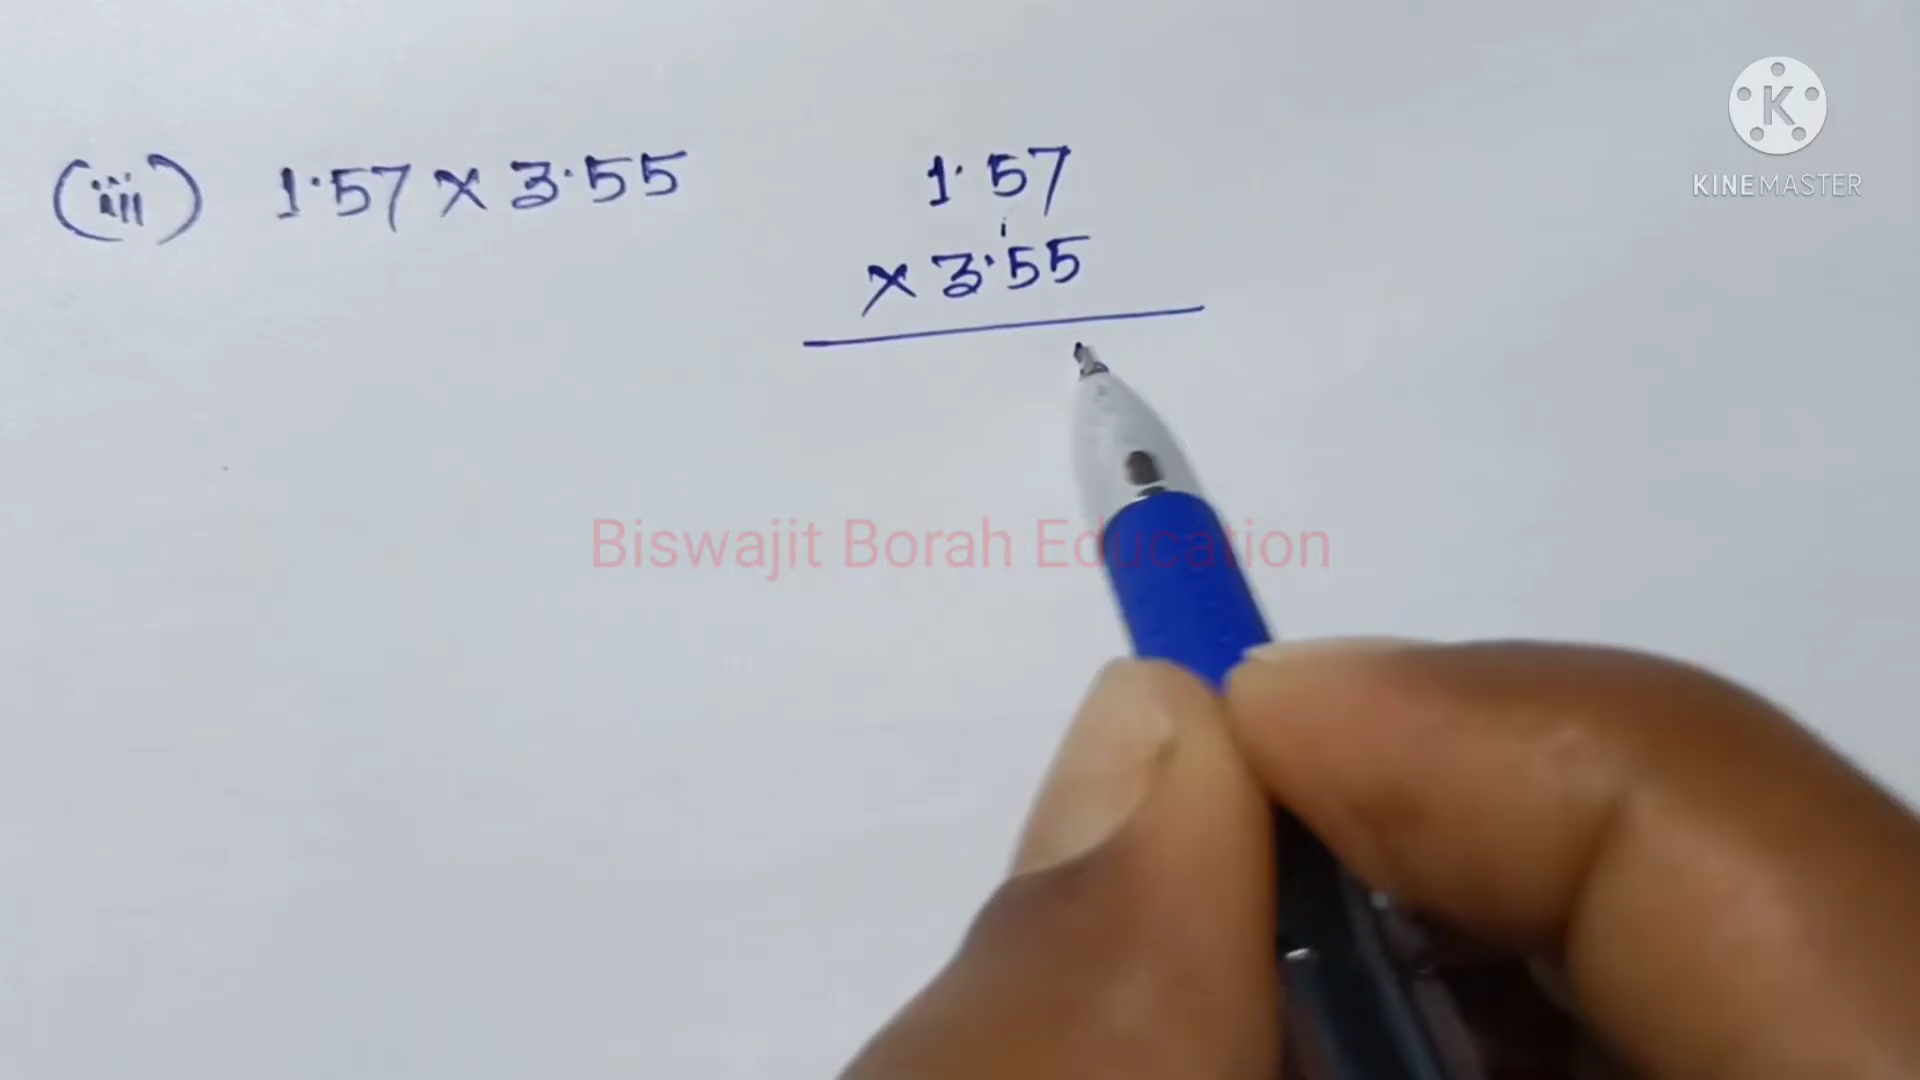 (iii) 1·57 × 3·55
1·57
× 3·55
K
KINEMASTER
Biswajit Borah Education